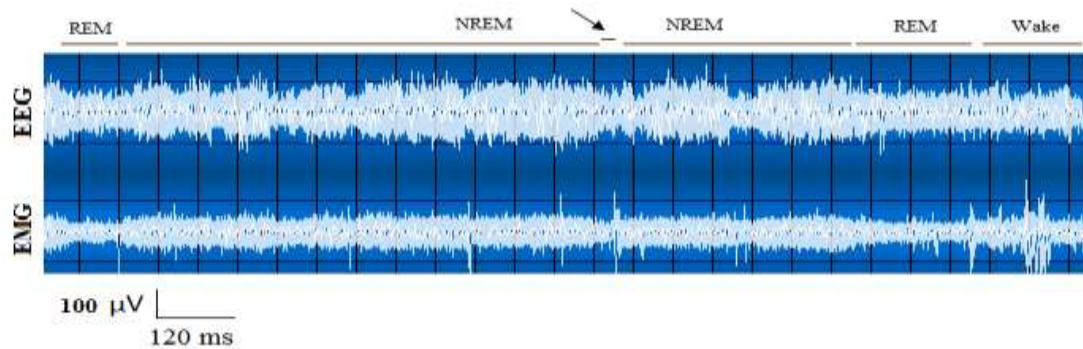 REM NREM NREM REM Wake
EEG
EMG
100 μV
120 ms